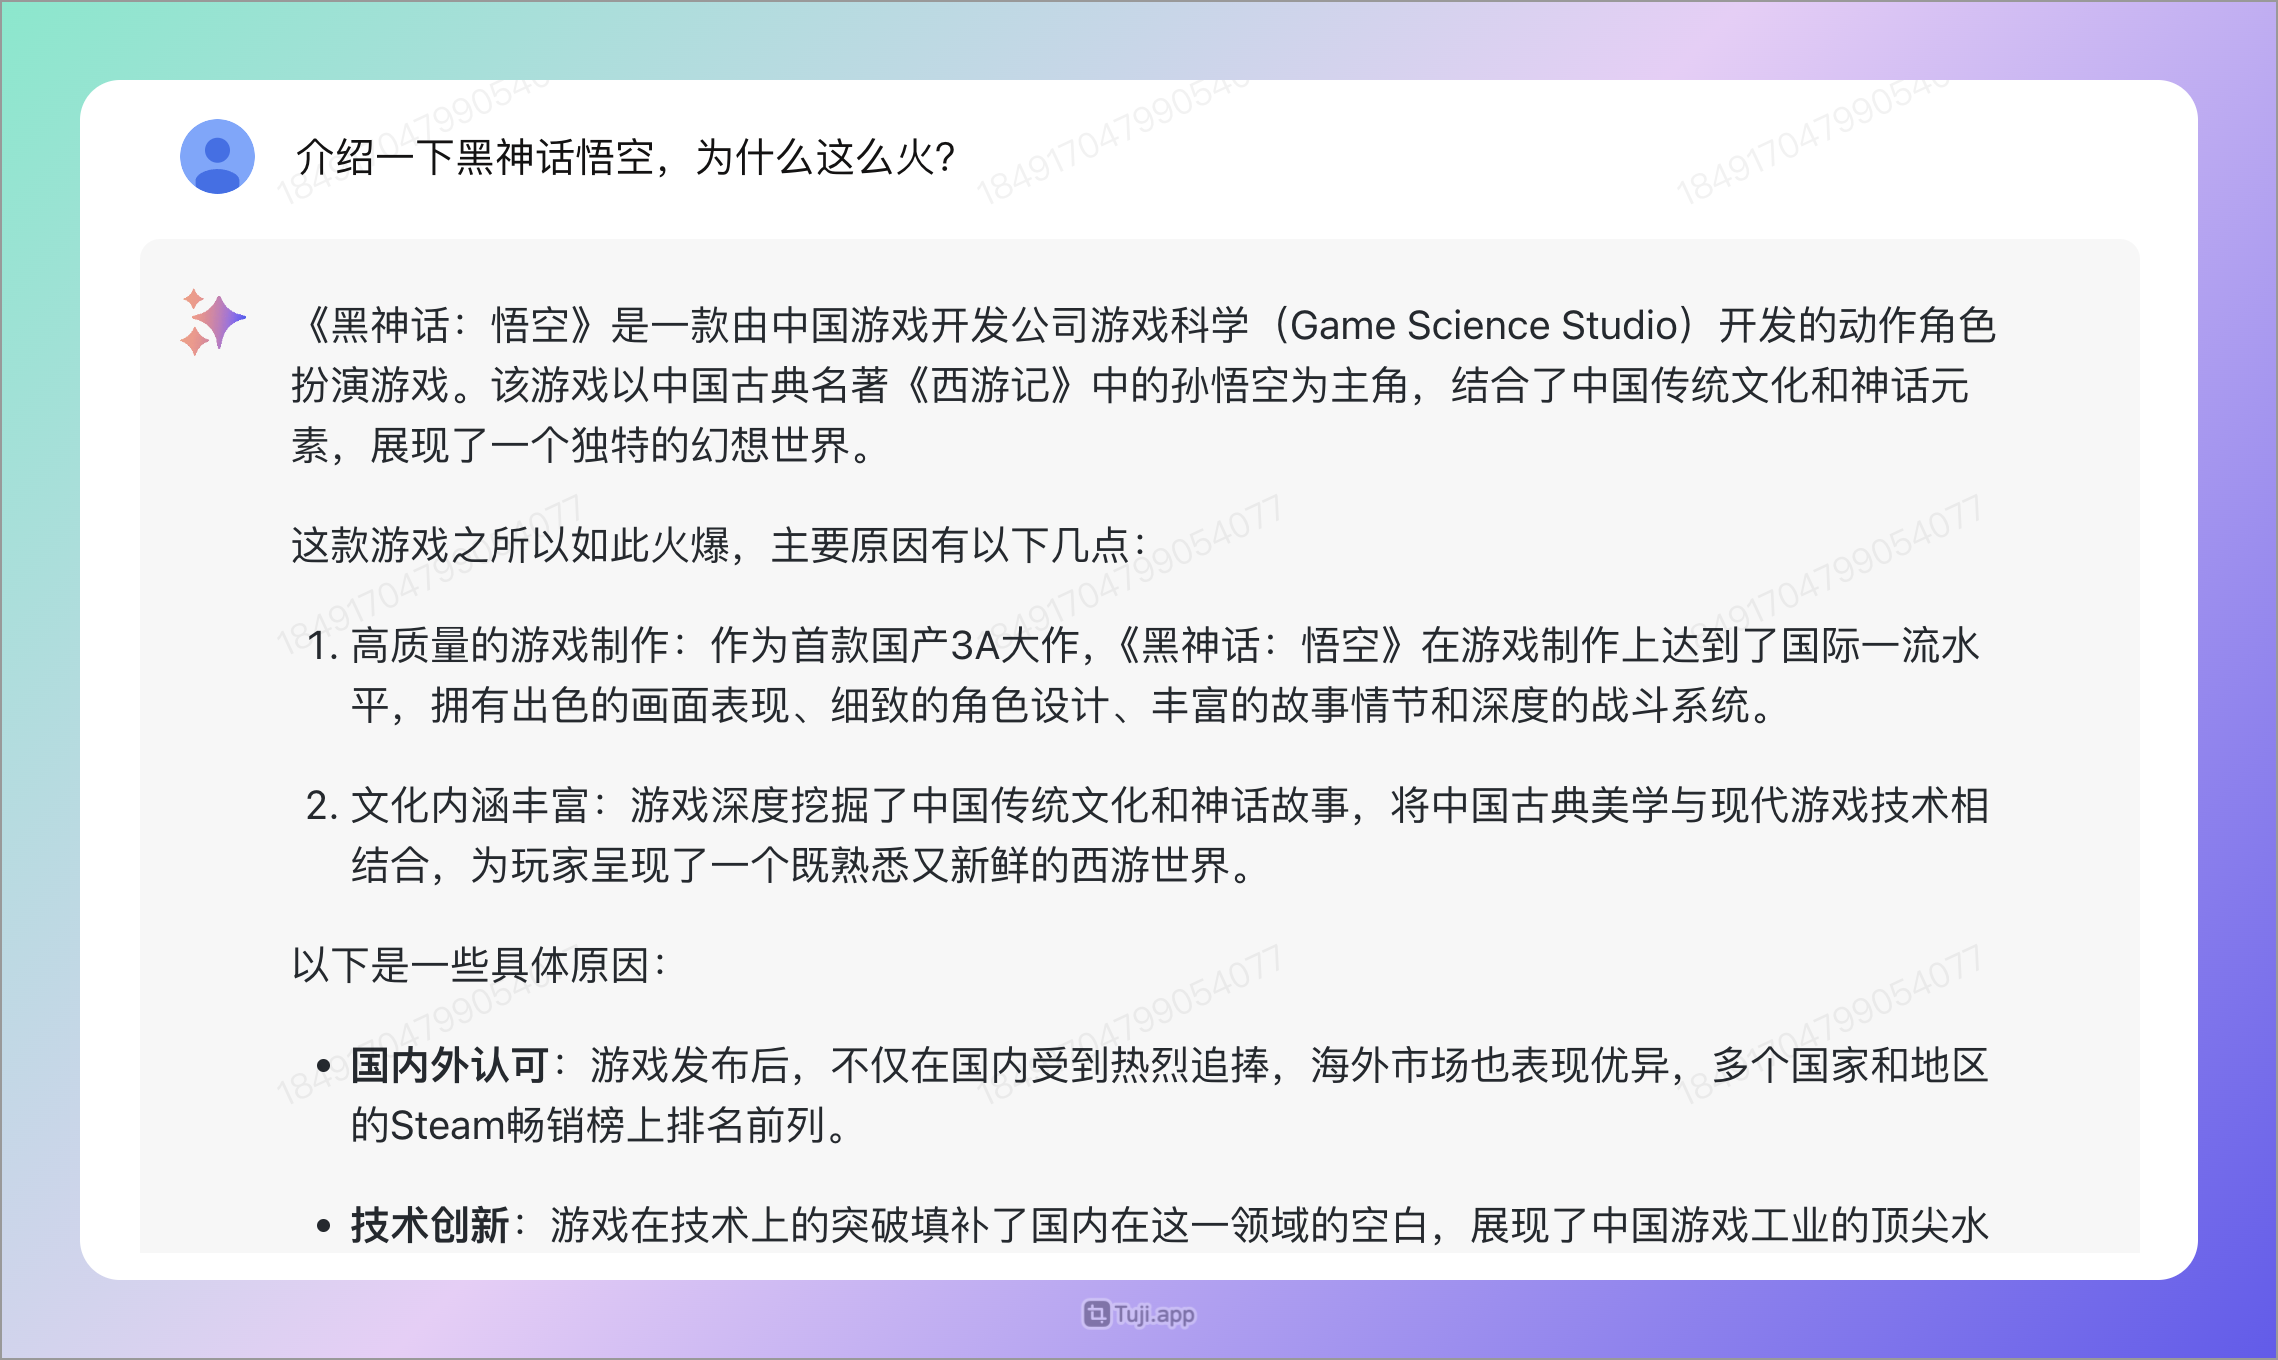 介绍一下黑神话悟空，为什么这么火?
《黑神话：悟空》是一款由中国游戏开发公司游戏科学（Game Science Studio）开发的动作角色
扮演游戏。该游戏以中国古典名著《西游记》中的孙悟空为主角，结合了中国传统文化和神话元
素，展现了一个独特的幻想世界。
这款游戏之所以如此火爆，主要原因有以下几点：
1. 高质量的游戏制作：作为首款国产3A大作，《黑神话：悟空》在游戏制作上达到了国际一流水
平，拥有出色的画面表现、细致的角色设计、丰富的故事情节和深度的战斗系统。
2. 文化内涵丰富：游戏深度挖掘了中国传统文化和神话故事，将中国古典美学与现代游戏技术相
结合，为玩家呈现了一个既熟悉又新鲜的西游世界。
以下是一些具体原因：
• 国内外认可：游戏发布后，不仅在国内受到热烈追捧，海外市场也表现优异，多个国家和地区
的Steam畅销榜上排名前列。
• 技术创新：游戏在技术上的突破填补了国内在这一领域的空白，展现了中国游戏工业的顶尖水
Tuji.app
18491704799054077
18491704799054077
18491704799054077
18491704799054077
18491704799054077
18491704799054077